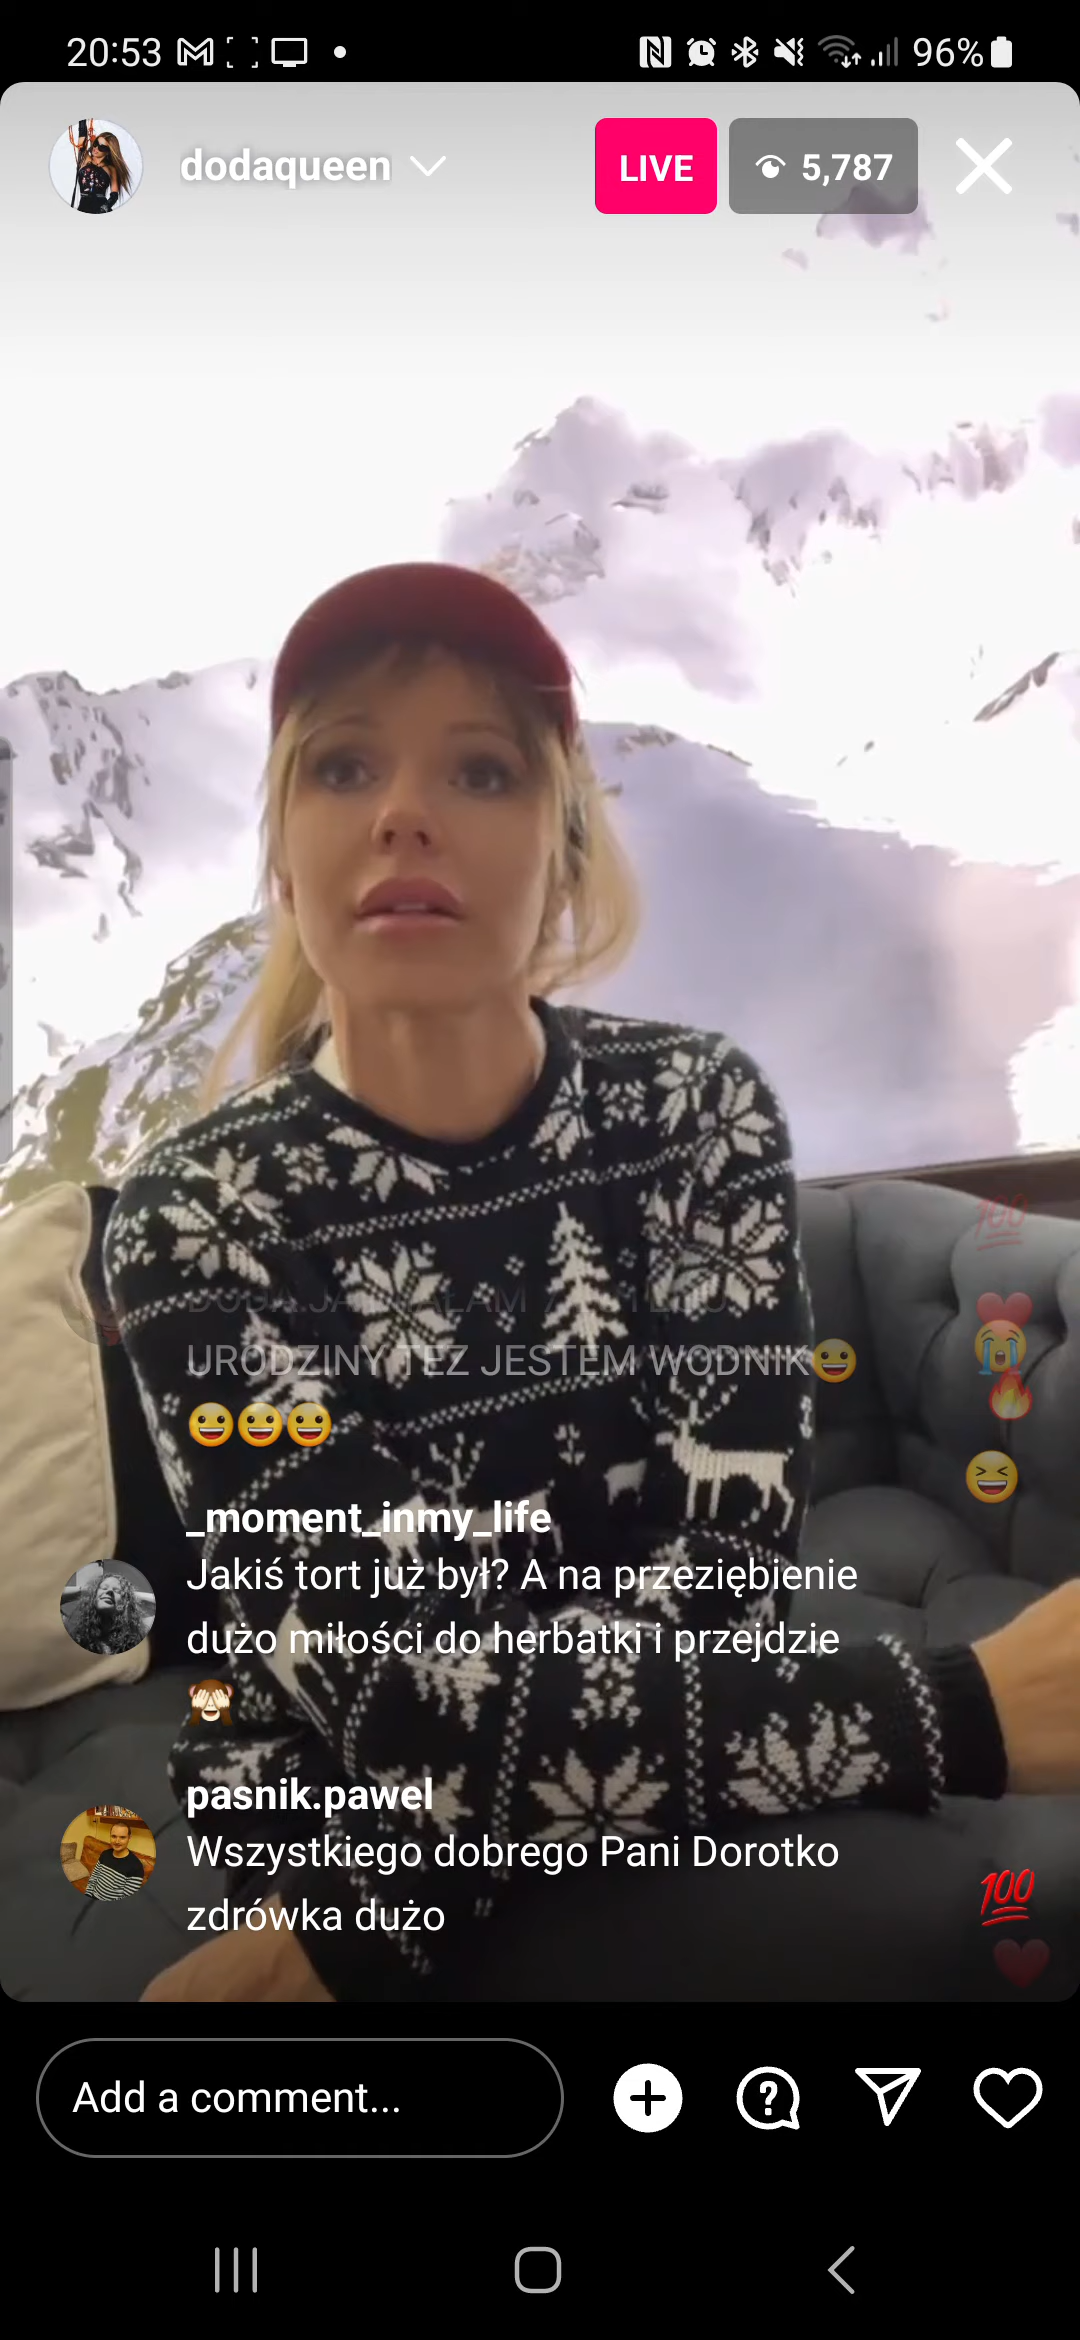 20:53
96%
dodaqueen
LIVE
5,787
URODZINY TEŻ JESTEM WODNIK😀
😀😀😀
_moment_inmy_life
Jakiś tort już był? A na przeziębienie
dużo miłości do herbatki i przejdzie
🙈
pasnik.pawel
Wszystkiego dobrego Pani Dorotko
zdrówka dużo
Add a comment...